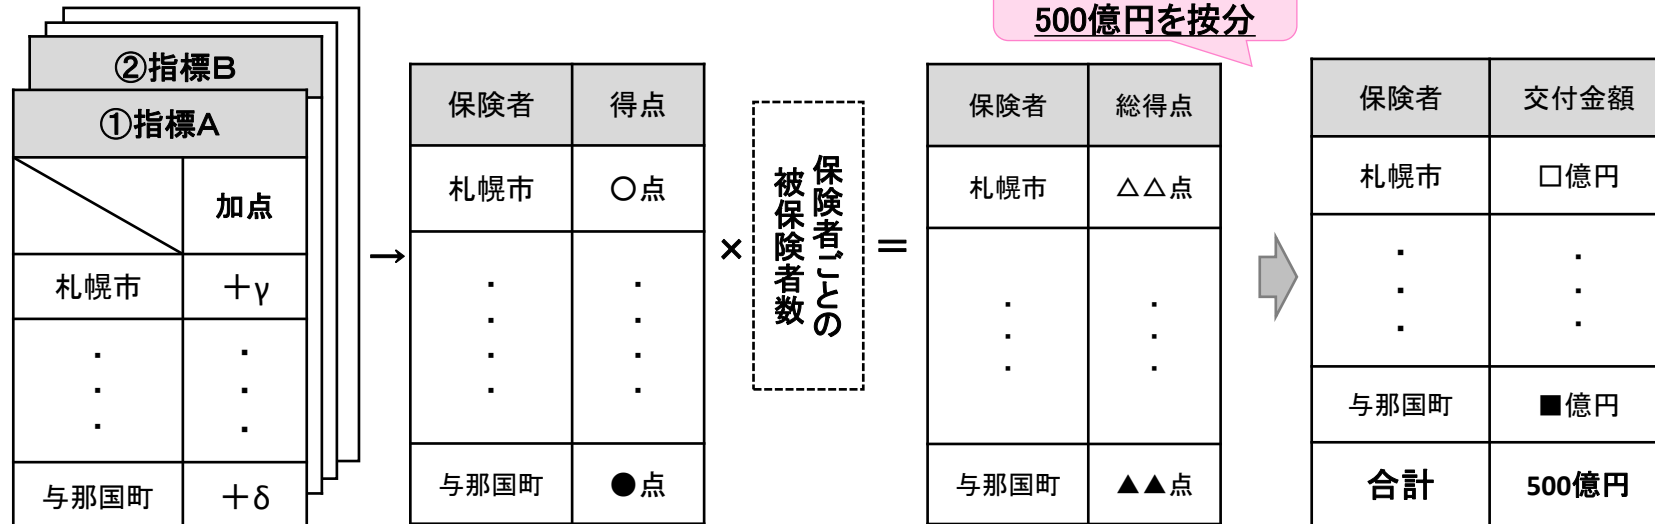 500億円を按分
②指標B
①指標A
加点
札幌市 +γ
・ ・
・ ・
・ ・
与那国町 +δ
→
保険者 得点
札幌市 〇点
・ ・
・ ・
・ ・
・ ・
与那国町 ●点
×
保険者ごとの
被保険者数
=
保険者 総得点
札幌市 △△点
・ ・
・ ・
・ ・
与那国町 ▲▲点
保険者 交付金額
札幌市 □億円
・ ・
・ ・
・ ・
与那国町 ■億円
合計 500億円